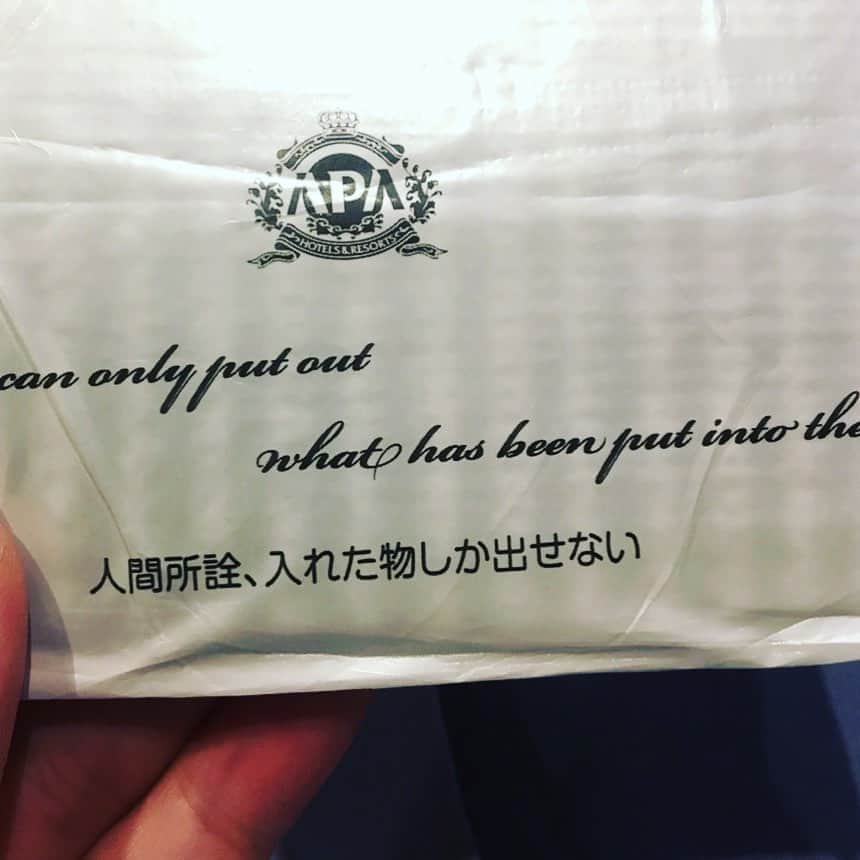 APA
HOTELS & RESORTS
can only put out
what has been put into the
人間所詮、入れた物しか出せない